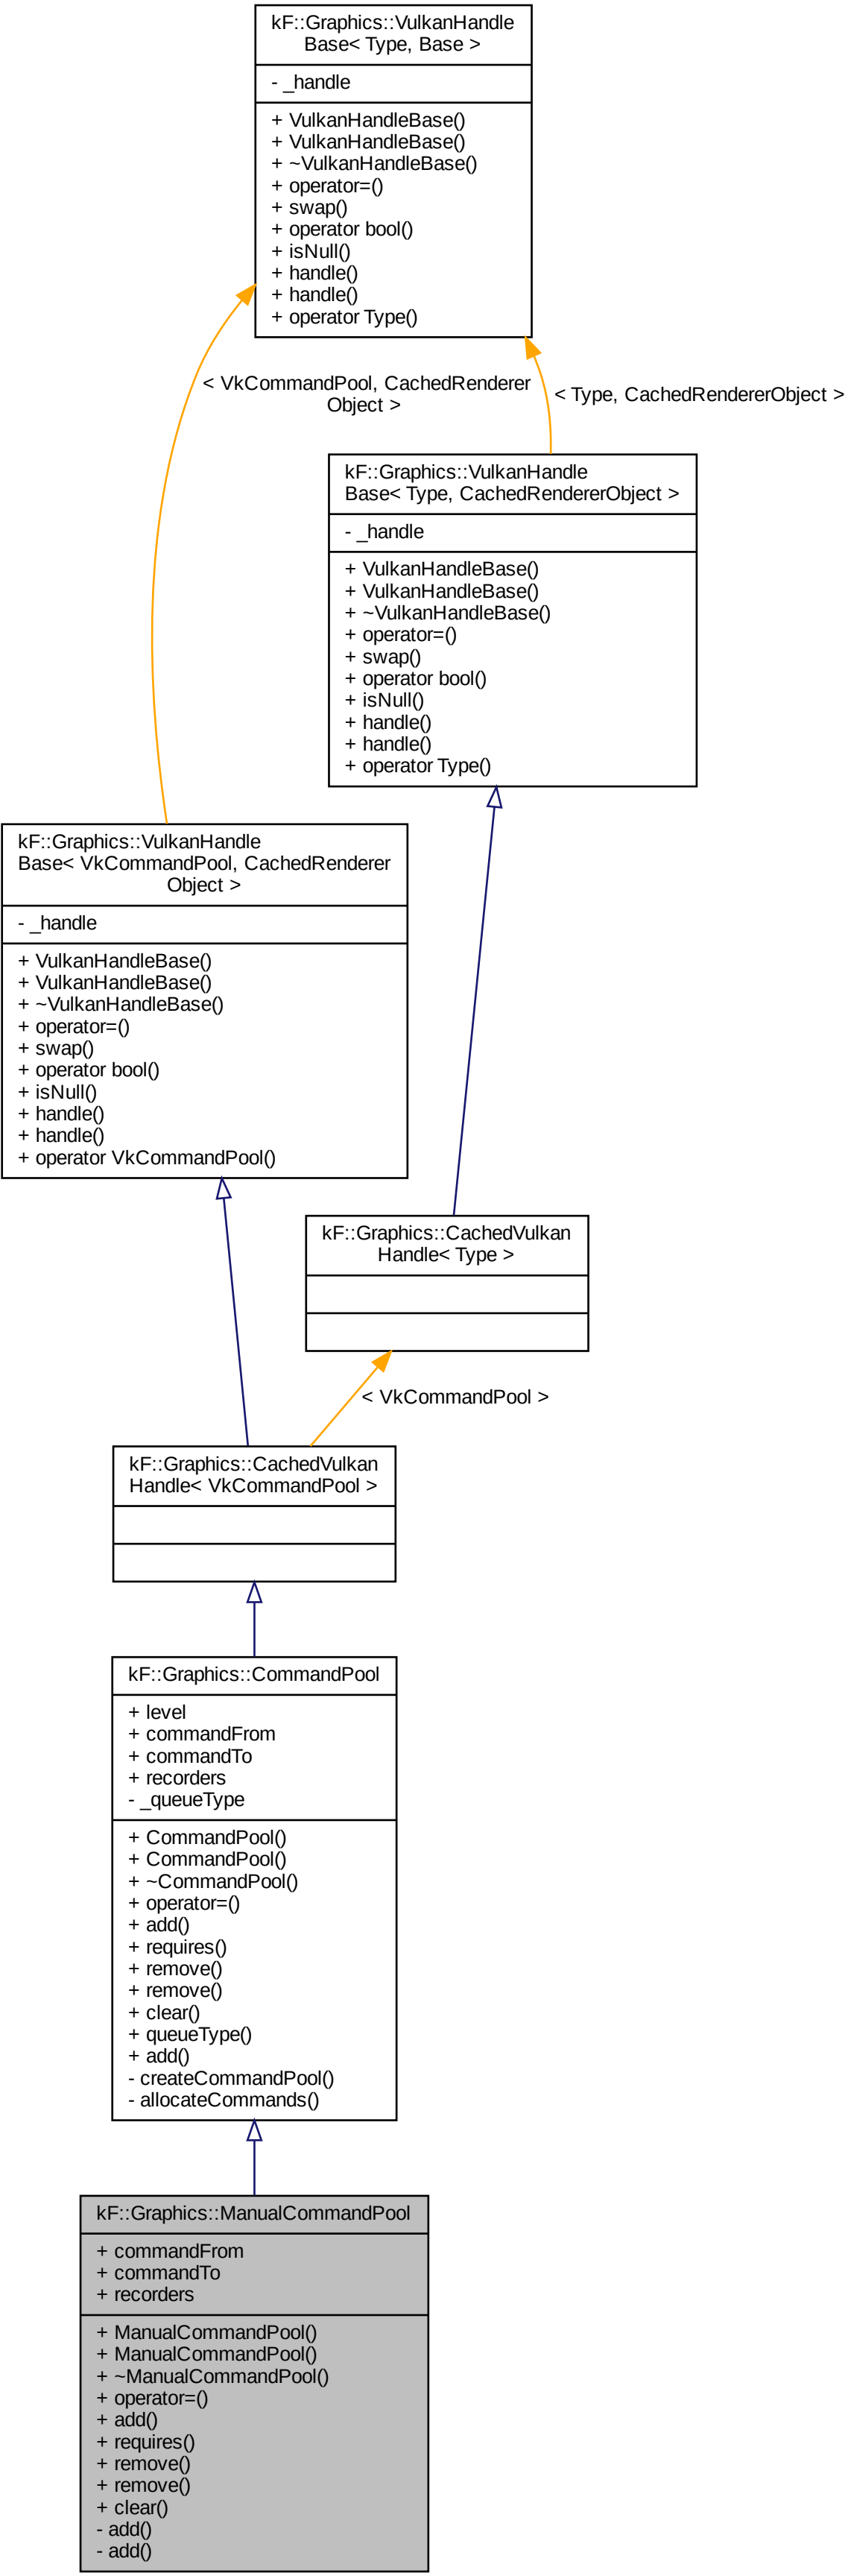 kF::Graphics::VulkanHandle
Base< Type, Base >
- _handle
+ VulkanHandleBase()
+ VulkanHandleBase()
+ ~VulkanHandleBase()
+ operator=()
+ swap()
+ operator bool()
+ isNull()
+ handle()
+ handle()
+ operator Type()
< VkCommandPool, CachedRenderer
Object >
< Type, CachedRendererObject >
kF::Graphics::VulkanHandle
Base< Type, CachedRendererObject >
- _handle
+ VulkanHandleBase()
+ VulkanHandleBase()
+ ~VulkanHandleBase()
+ operator=()
+ swap()
+ operator bool()
+ isNull()
+ handle()
+ handle()
+ operator Type()
kF::Graphics::VulkanHandle
Base< VkCommandPool, CachedRenderer
Object >
- _handle
+ VulkanHandleBase()
+ VulkanHandleBase()
+ ~VulkanHandleBase()
+ operator=()
+ swap()
+ operator bool()
+ isNull()
+ handle()
+ handle()
+ operator VkCommandPool()
kF::Graphics::CachedVulkan
Handle< Type >
< VkCommandPool >
kF::Graphics::CachedVulkan
Handle< VkCommandPool >
kF::Graphics::CommandPool
+ level
+ commandFrom
+ commandTo
+ recorders
- _queueType
+ CommandPool()
+ CommandPool()
+ ~CommandPool()
+ operator=()
+ add()
+ requires()
+ remove()
+ remove()
+ clear()
+ queueType()
+ add()
- createCommandPool()
- allocateCommands()
kF::Graphics::ManualCommandPool
+ commandFrom
+ commandTo
+ recorders
+ ManualCommandPool()
+ ManualCommandPool()
+ ~ManualCommandPool()
+ operator=()
+ add()
+ requires()
+ remove()
+ remove()
+ clear()
- add()
- add()